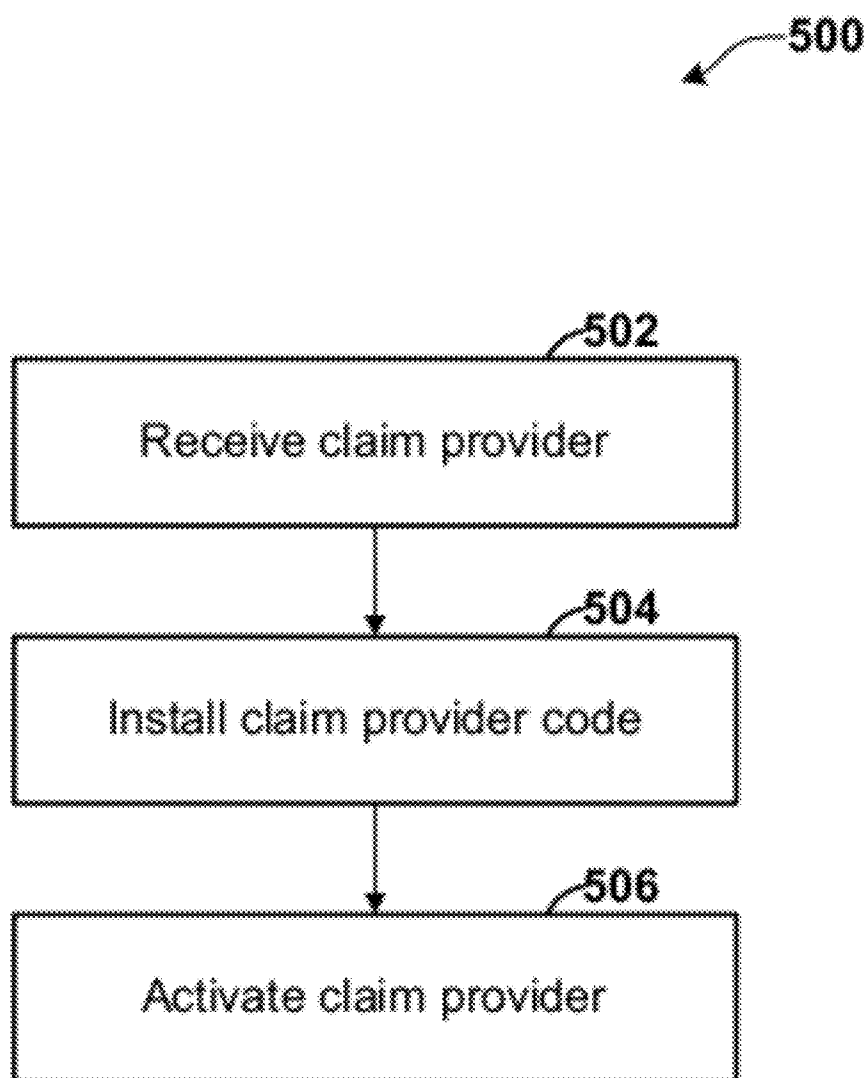 500
502
Receive claim provider
504
Install claim provider code
506
Activate claim provider